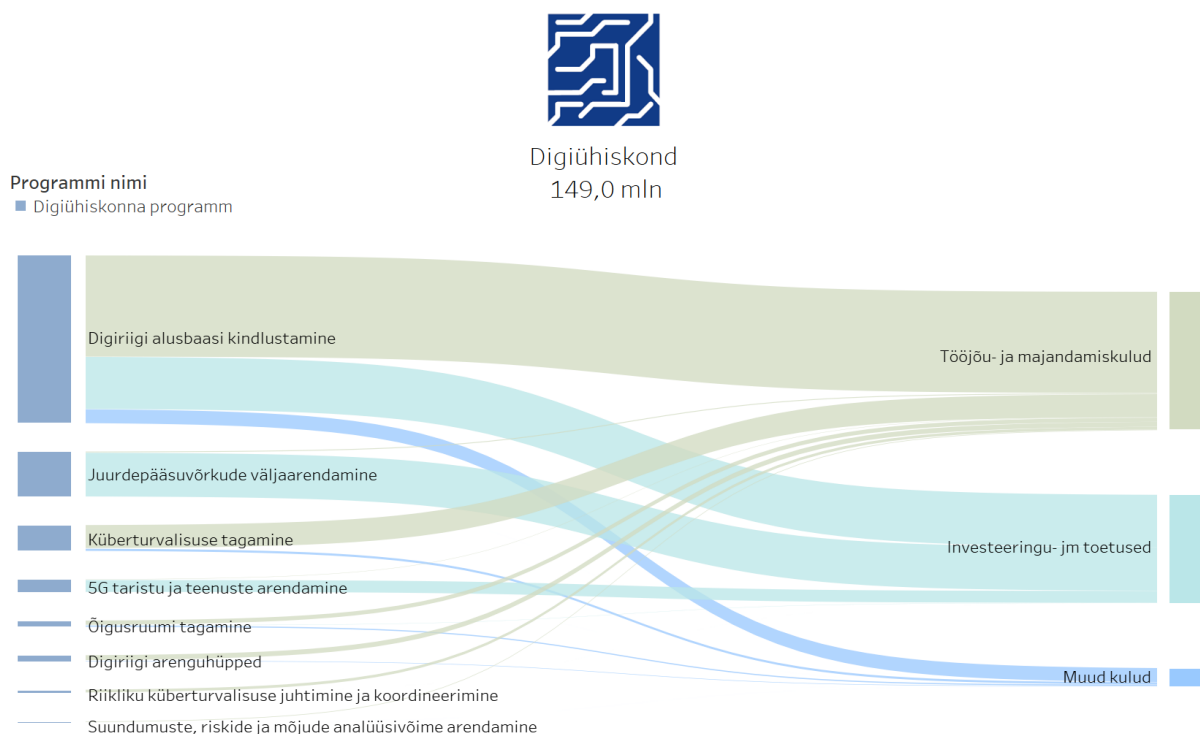 Digiühiskond
149,0 mln
Programmi nimi
Digiühiskonna programm
Digiriigi alusbaasi kindlustamine
Tööjõu- ja majandamiskulud
Juurdepääsuvõrkude väljaarendamine
Küberturvalisuse tagamine
Investeeringu- jm toetused
5G taristu ja teenuste arendamine
Õigusruumi tagamine
Digiriigi arenguhüpped
Muud kulud
Riikliku küberturvalisuse juhtimine ja koordineerimine
Suundumuste, riskide ja mõjude analüüsivõime arendamine